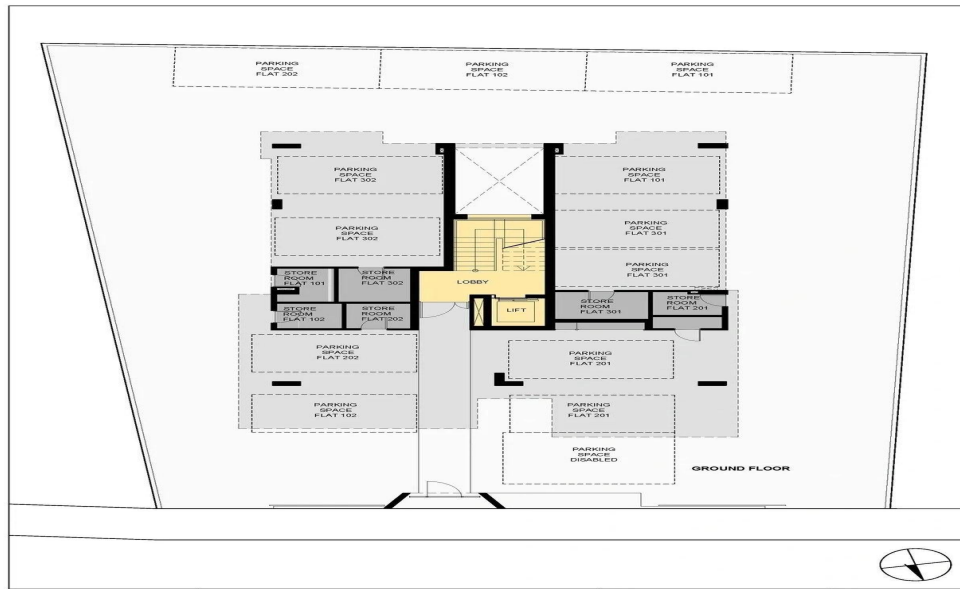 PARKING
SPACE
FLAT 202
PARKING
SPACE
FLAT 102
PARKING
SPACE
FLAT 101
PARKING
SPACE
FLAT 302
PARKING
SPACE
FLAT 101
PARKING
SPACE
FLAT 302
PARKING
SPACE
FLAT 301
PARKING
SPACE
FLAT 301
STORE
ROOM
FLAT 101
STORE
ROOM
FLAT 302
LOBBY
STORE
ROOM
FLAT 102
STORE
ROOM
FLAT 202
LIFT
STORE
ROOM
FLAT 301
STORE
ROOM
FLAT 201
PARKING
SPACE
FLAT 202
PARKING
SPACE
FLAT 201
PARKING
SPACE
FLAT 102
PARKING
SPACE
FLAT 201
PARKING
SPACE
DISABLED
GROUND FLOOR